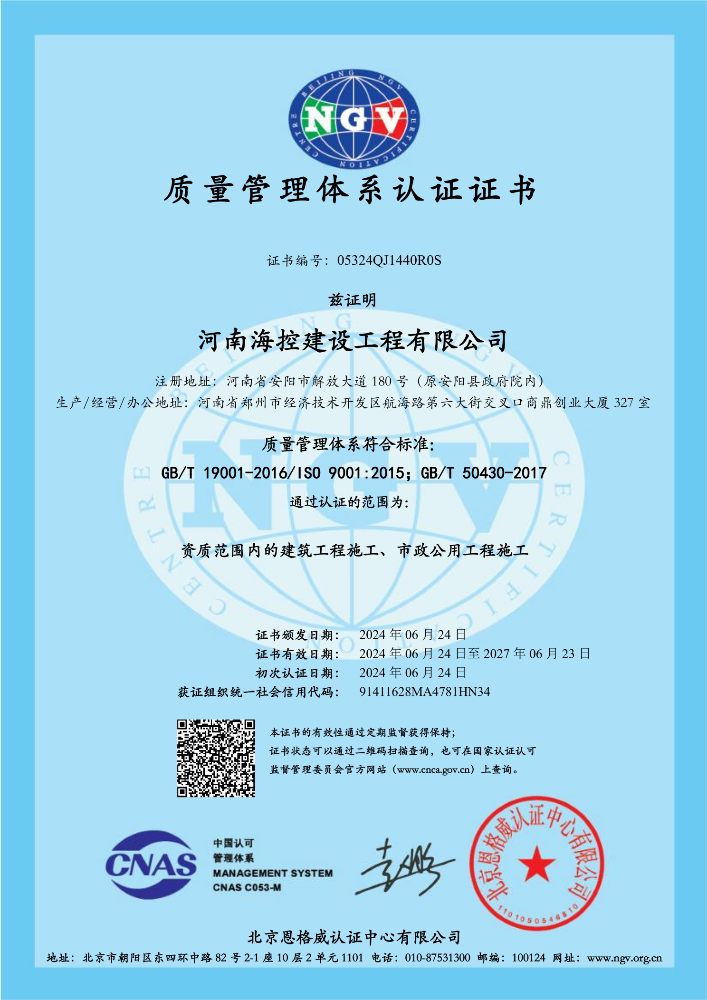 BEIJING NGV CERTIFICATION CENTRE
NGV
质量管理体系认证证书
证书编号：05324QJ1440R0S
兹证明
河南海控建设工程有限公司
注册地址：河南省安阳市解放大道 180 号（原安阳县政府院内）
生产/经营/办公地址：河南省郑州市经济技术开发区航海路第六大街交叉口商鼎创业大厦 327 室
质量管理体系符合标准：
GB/T 19001-2016/ISO 9001:2015；GB/T 50430-2017
通过认证的范围为：
资质范围内的建筑工程施工、市政公用工程施工
BEIJING NGV CERTIFICATION CENTRE
NGV
证书颁发日期： 2024 年 06 月 24 日
证书有效日期： 2024 年 06 月 24 日至 2027 年 06 月 23 日
初次认证日期： 2024 年 06 月 24 日
获证组织统一社会信用代码： 91411628MA4781HN34
本证书的有效性通过定期监督获得保持；
证书状态可以通过二维码扫描查询，也可在国家认证认可
监督管理委员会官方网站（www.cnca.gov.cn）上查询。
CNAS
中国认可
管理体系
MANAGEMENT SYSTEM
CNAS C053-M
北京恩格威认证中心有限公司
1101050546810
北京恩格威认证中心有限公司
地址：北京市朝阳区东四环中路 82 号 2-1 座 10 层 2 单元 1101 电话：010-87531300 邮编：100124 网址：www.ngv.org.cn